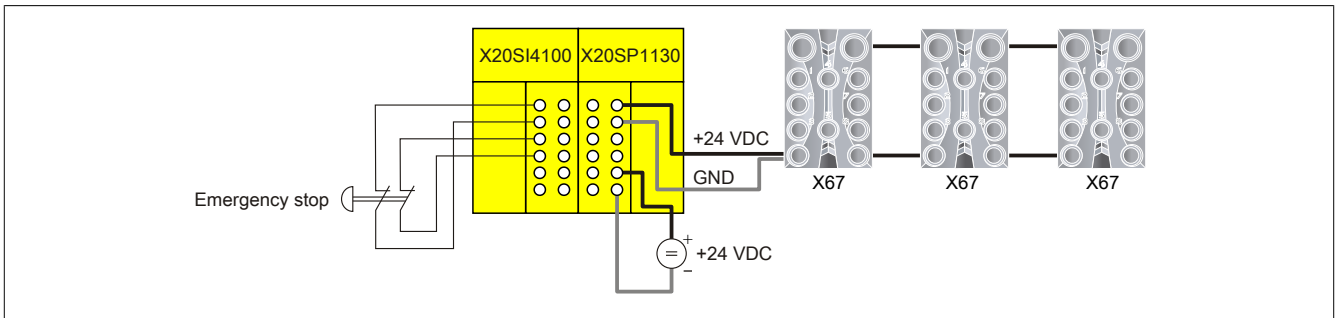 X20SI4100 X20SP1130
+24 VDC
GND
X67 X67 X67
Emergency stop
+
+24 VDC
−